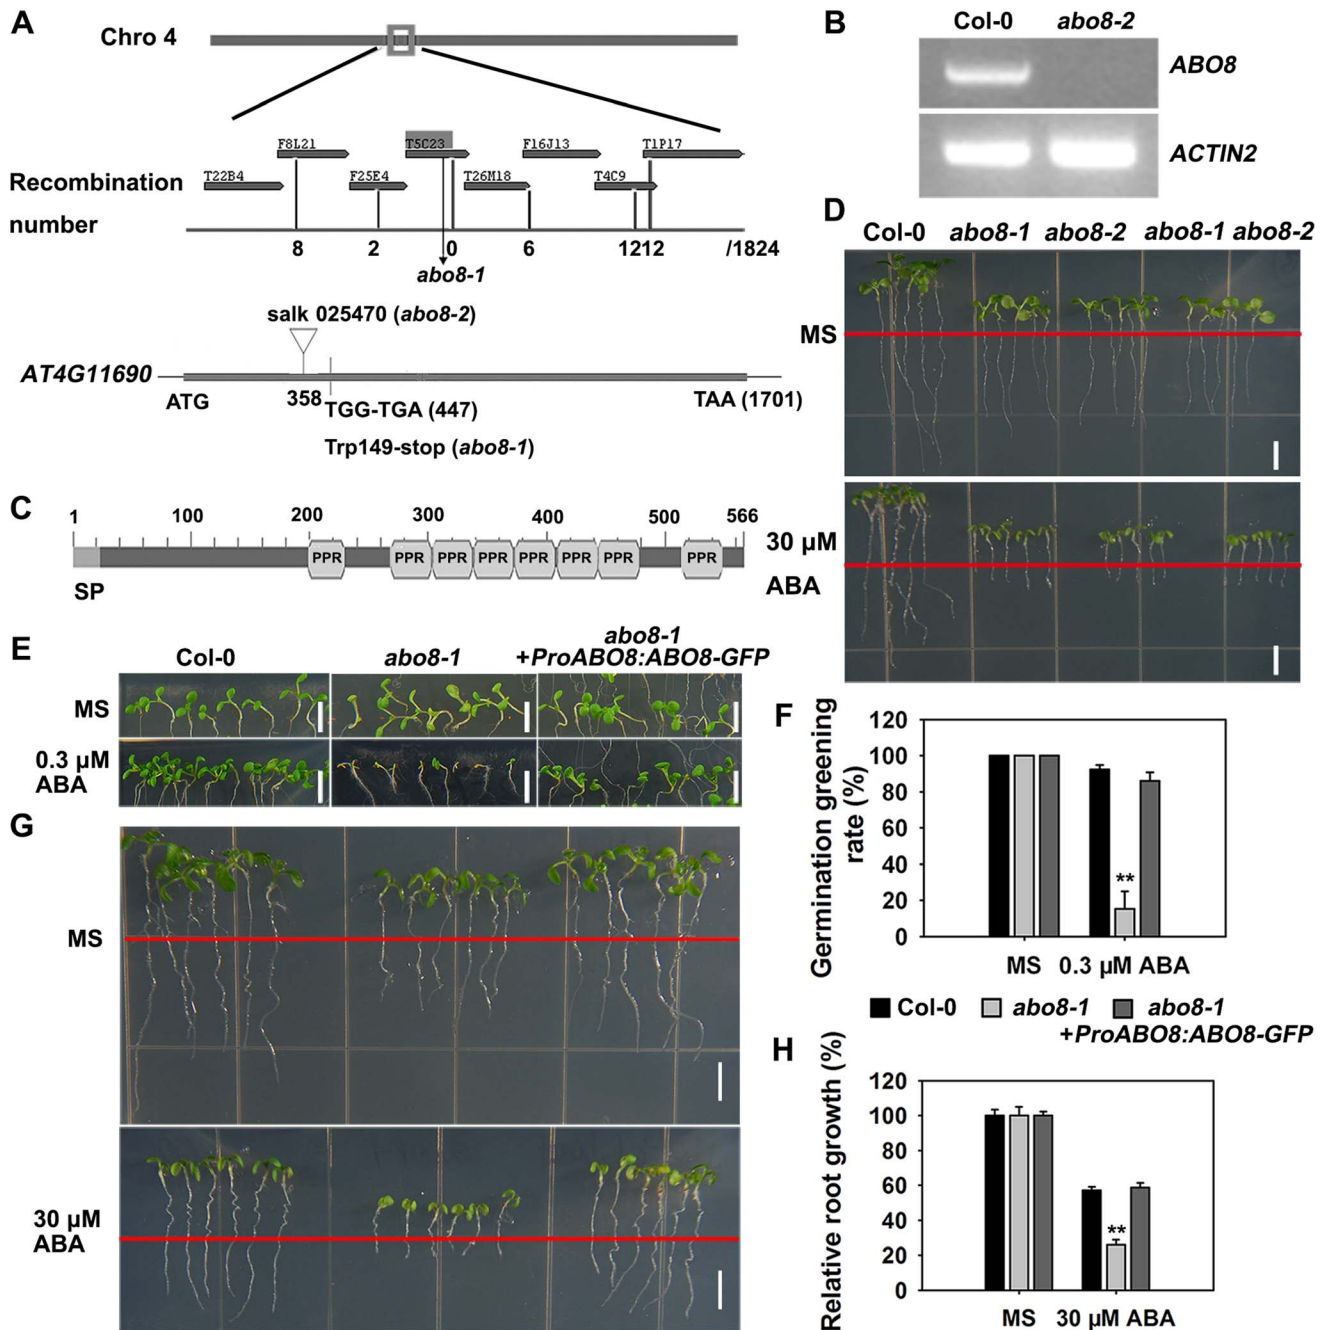 A
Chro 4
F8L21 T5C23 F16J13 T1P17
Recombination
T22B4 F25E4 T26M18 T4C9
number
8 2 0 6 1212 /1824
abo8-1
salk 025470 (abo8-2)
AT4G11690
ATG 358 TGG-TGA (447) TAA (1701)
Trp149-stop (abo8-1)
B
Col-0 abo8-2
ABO8
ACTIN2
C
1 100 200 300 400 500 566
PPR PPR PPR PPR PPR PPR PPR PPR
SP
D
Col-0 abo8-1 abo8-2 abo8-1 abo8-2
MS
30 µM
ABA
E
Col-0 abo8-1 abo8-1
+ProABO8:ABO8-GFP
MS
0.3 µM
ABA
F
Germination greening
rate (%)
120
100
80
60
40
20
0
**
MS 0.3 µM ABA
Col-0 abo8-1 abo8-1
+ProABO8:ABO8-GFP
G
MS
30 µM
ABA
H
Relative root growth (%)
120
100
80
60
40
20
0
**
MS 30 µM ABA